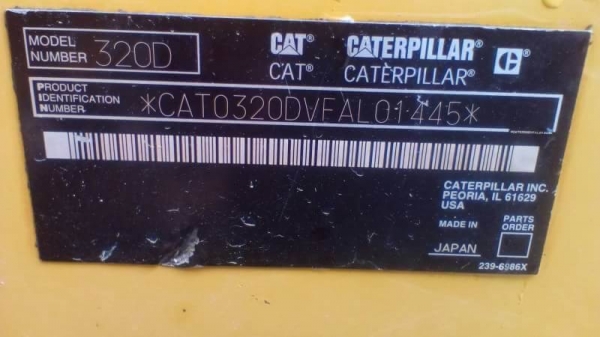 MODEL NUMBER 320D
CAT® CATERPILLAR® C
CAT® CATERPILLAR®
PRODUCT IDENTIFICATION NUMBER *CAT0320DVFAL01445*
CATERPILLAR INC.
PEORIA, IL 61629
USA
MADE IN
JAPAN
PARTS ORDER
239-6986X